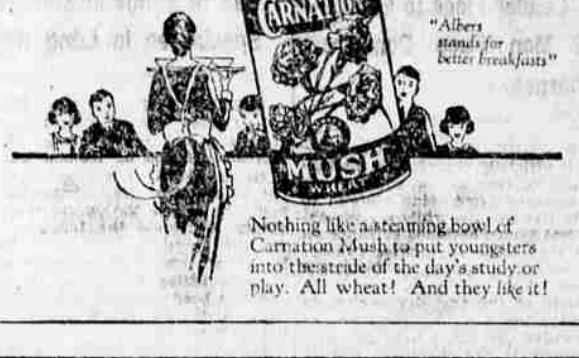 CARNATION
"Albers
stands for
better breakfasts"
MUSH
WHEAT
Nothing like a steaming bowl of
Carnation Mush to put youngsters
into the stride of the day's study or
play. All wheat! And they like it!